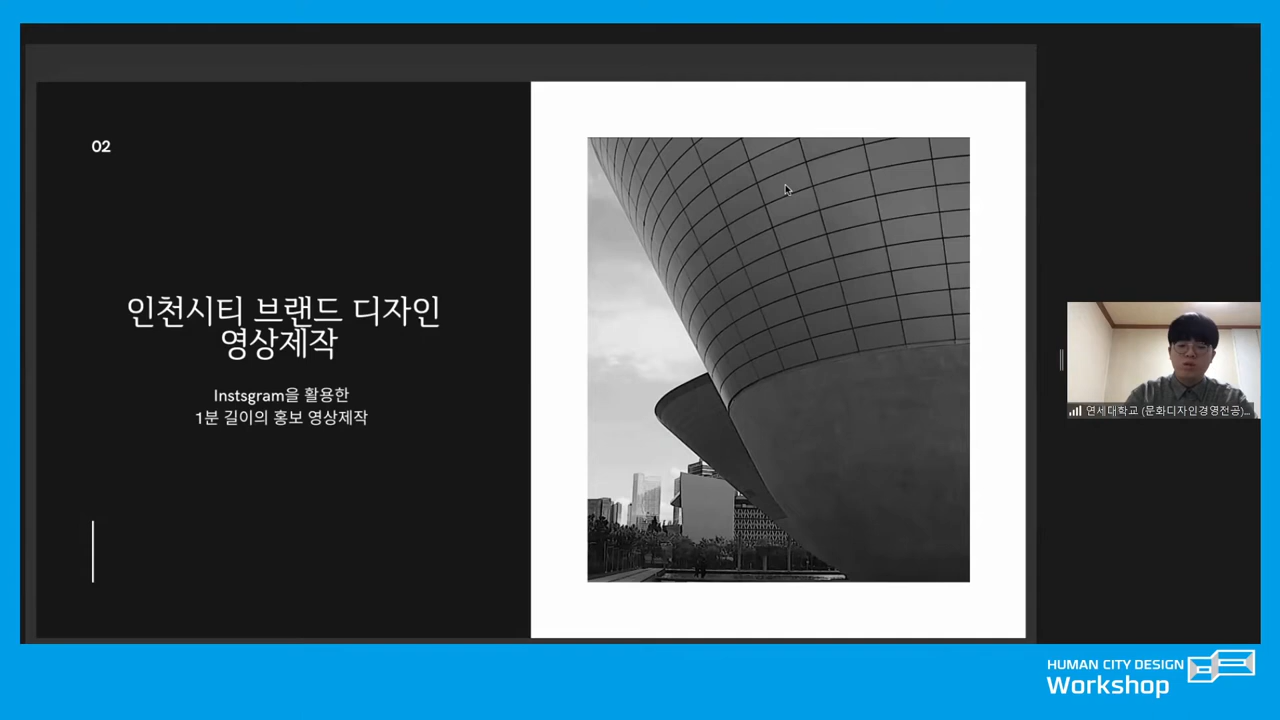 02
인천시티 브랜드 디자인
영상제작
Instsgram을 활용한
1분 길이의 홍보 영상제작
연세대학교 (문화디자인경영전공)...
HUMAN CITY DESIGN
Workshop